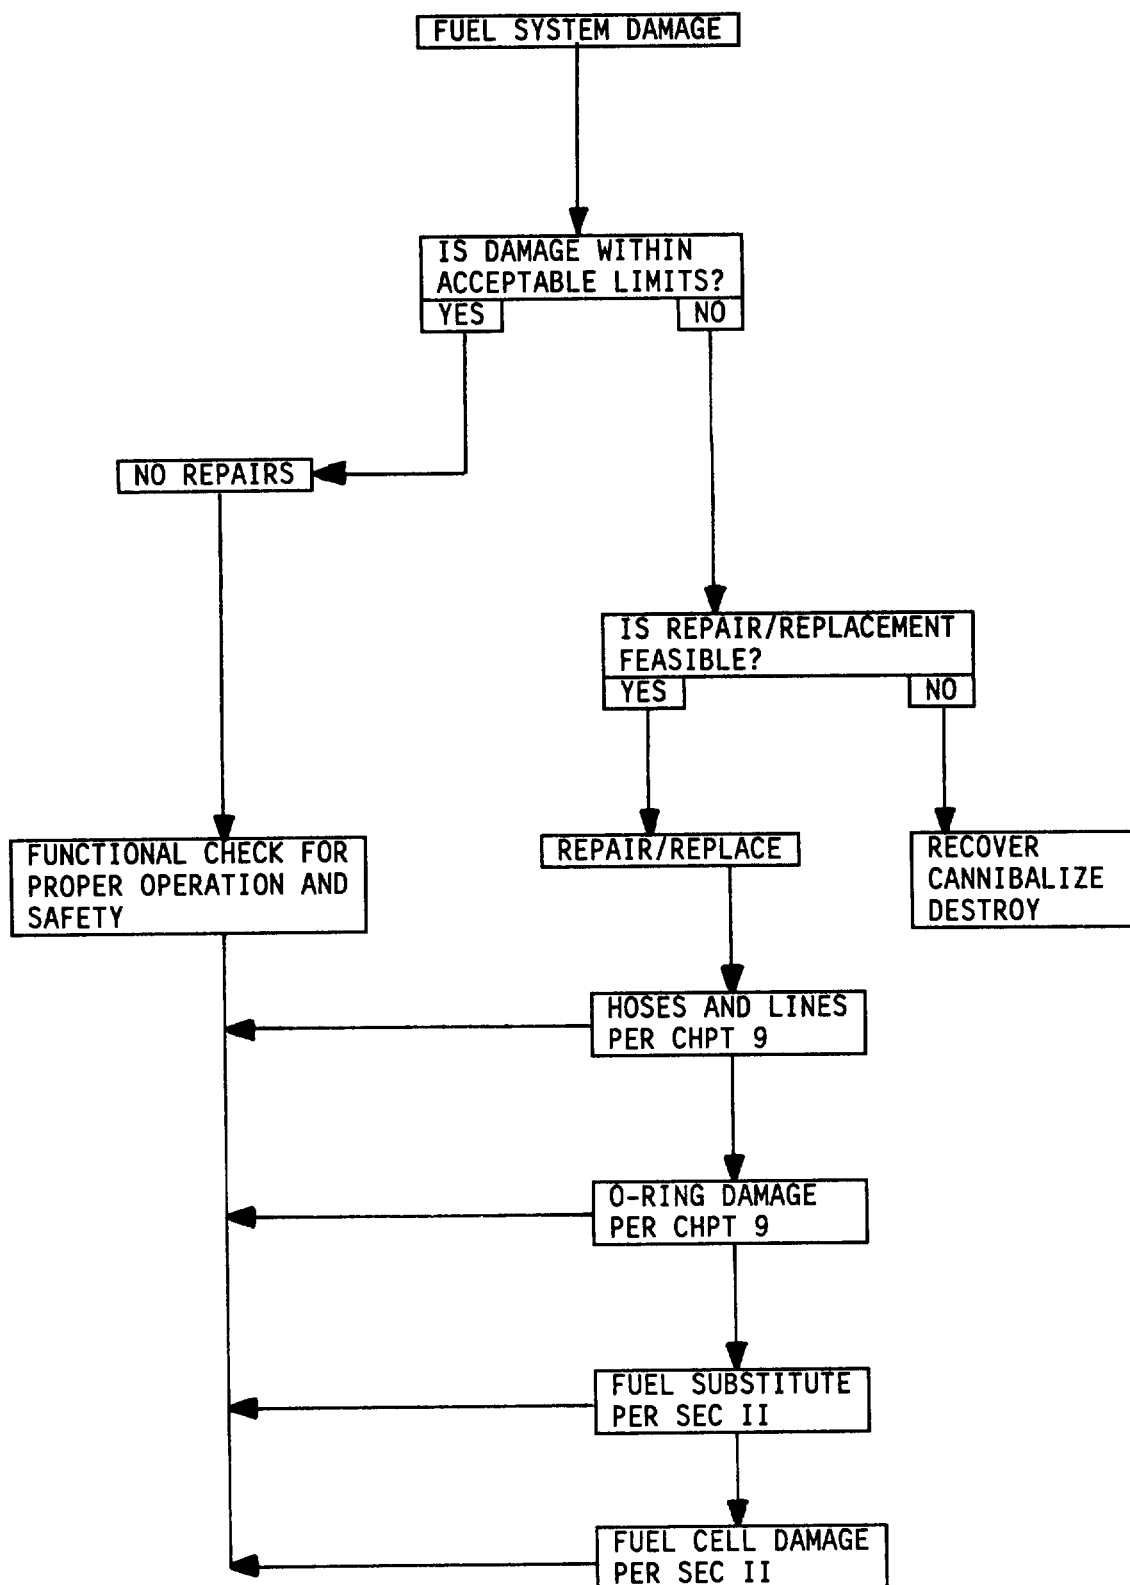 FUEL SYSTEM DAMAGE
IS DAMAGE WITHIN
ACCEPTABLE LIMITS?
YES
NO
NO REPAIRS
IS REPAIR/REPLACEMENT
FEASIBLE?
YES
NO
FUNCTIONAL CHECK FOR
PROPER OPERATION AND
SAFETY
REPAIR/REPLACE
RECOVER
CANNIBALIZE
DESTROY
HOSES AND LINES
PER CHPT 9
O-RING DAMAGE
PER CHPT 9
FUEL SUBSTITUTE
PER SEC II
FUEL CELL DAMAGE
PER SEC II